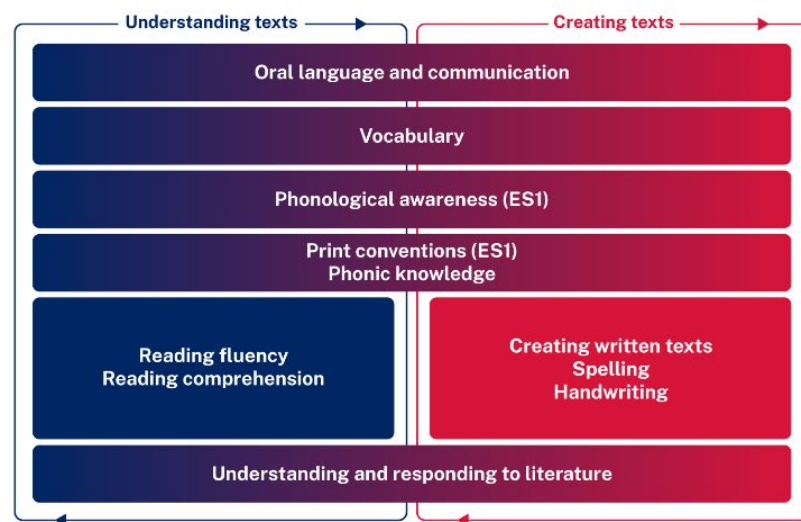 Understanding texts
Creating texts
Oral language and communication
Vocabulary
Phonological awareness (ES1)
Print conventions (ES1)
Phonic knowledge
Reading fluency
Reading comprehension
Creating written texts
Spelling
Handwriting
Understanding and responding to literature